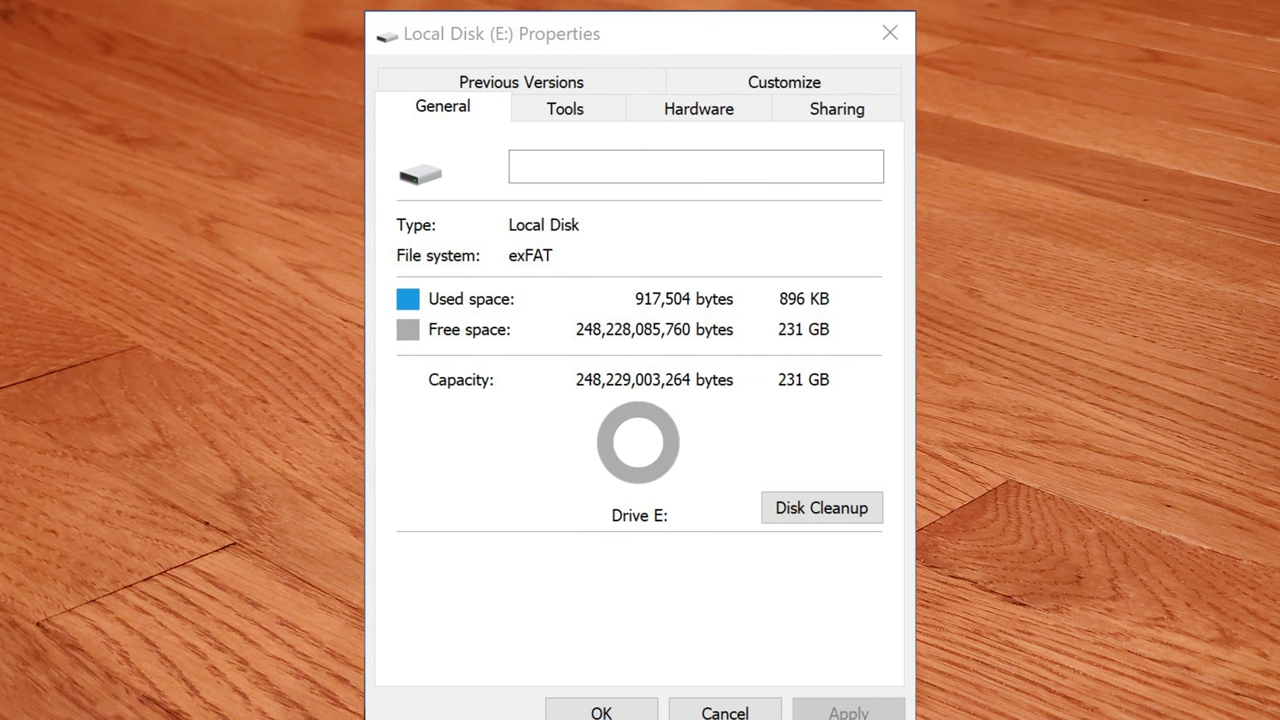 Local Disk (E:) Properties
Previous Versions Customize
General Tools Hardware Sharing
Type: Local Disk
File system: exFAT
Used space: 917,504 bytes 896 KB
Free space: 248,228,085,760 bytes 231 GB
Capacity: 248,229,003,264 bytes 231 GB
Drive E:
Disk Cleanup
OK Cancel Apply